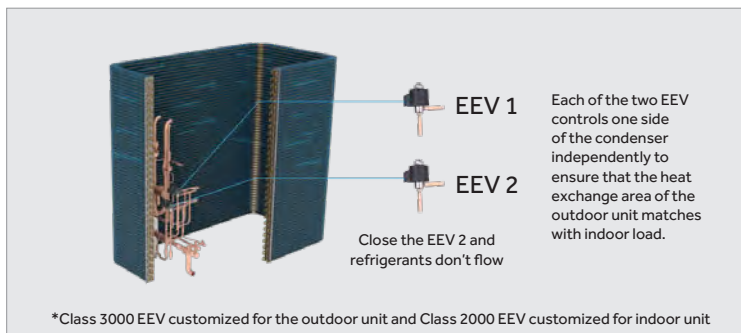 EEV 1
EEV 2
Close the EEV 2 and
refrigerants don't flow
Each of the two EEV
controls one side
of the condenser
independently to
ensure that the heat
exchange area of the
outdoor unit matches
with indoor load.
*Class 3000 EEV customized for the outdoor unit and Class 2000 EEV customized for indoor unit